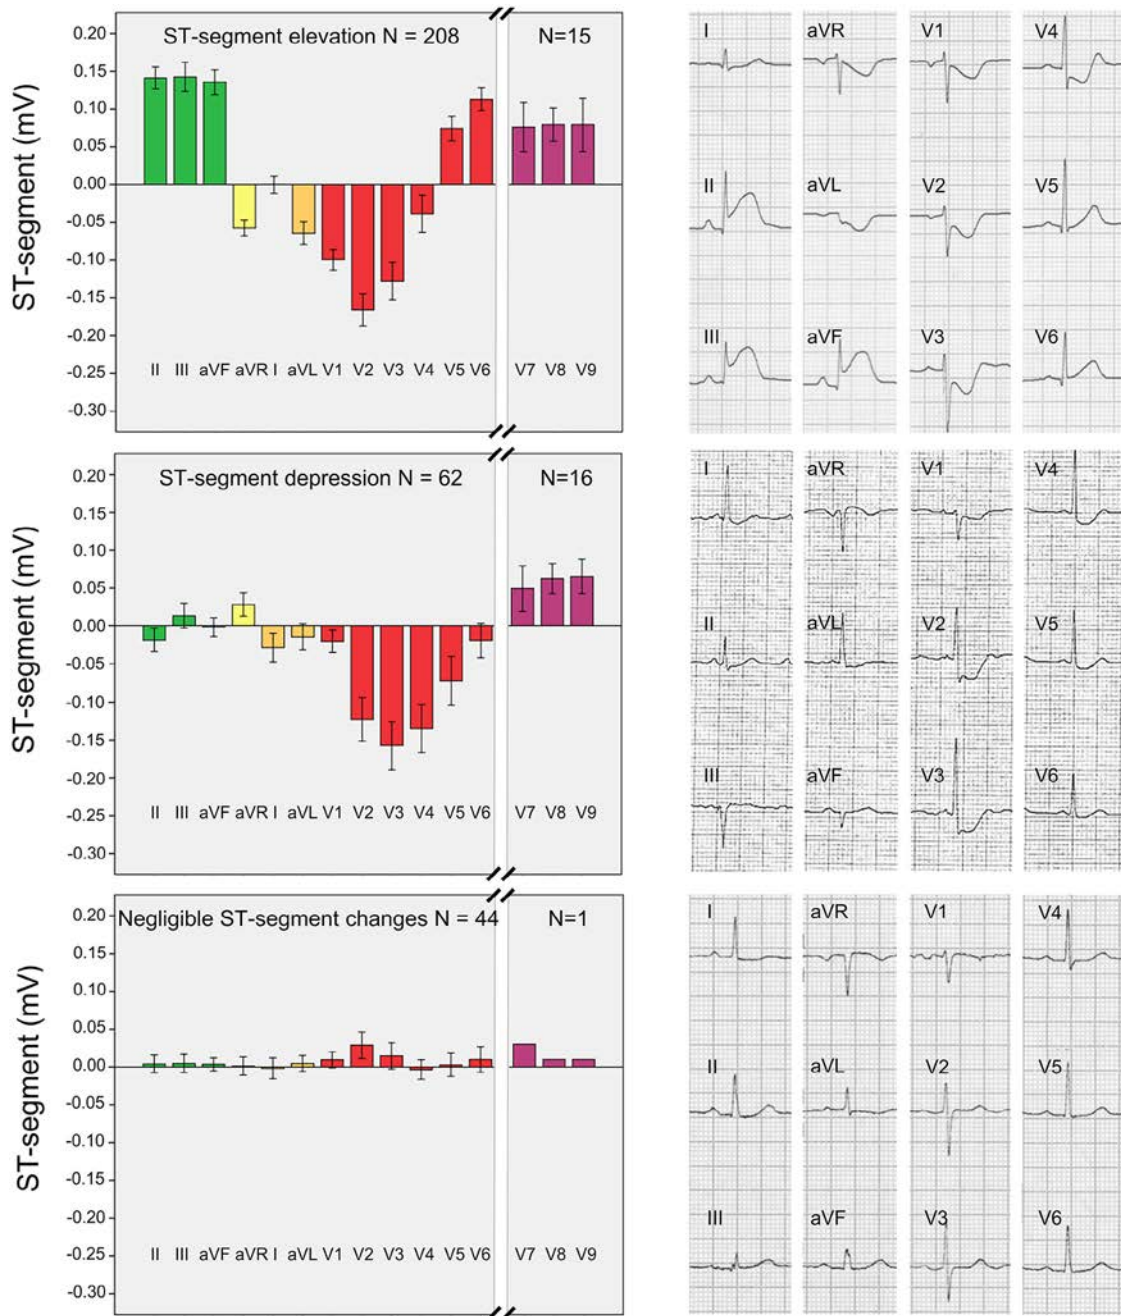 ST-segment elevation N = 208 N=15
ST-segment (mV)
0.20
0.15
0.10
0.05
0.00
-0.05
-0.10
-0.15
-0.20
-0.25
-0.30
II III aVF aVR I aVL V1 V2 V3 V4 V5 V6 V7 V8 V9
I aVR V1 V4
II aVL V2 V5
III aVF V3 V6
ST-segment depression N = 62 N=16
ST-segment (mV)
0.20
0.15
0.10
0.05
0.00
-0.05
-0.10
-0.15
-0.20
-0.25
-0.30
II III aVF aVR I aVL V1 V2 V3 V4 V5 V6 V7 V8 V9
I aVR V1 V4
II aVL V2 V5
III aVF V3 V6
Negligible ST-segment changes N = 44 N=1
ST-segment (mV)
0.20
0.15
0.10
0.05
0.00
-0.05
-0.10
-0.15
-0.20
-0.25
-0.30
II III aVF aVR I aVL V1 V2 V3 V4 V5 V6 V7 V8 V9
I aVR V1 V4
II aVL V2 V5
III aVF V3 V6